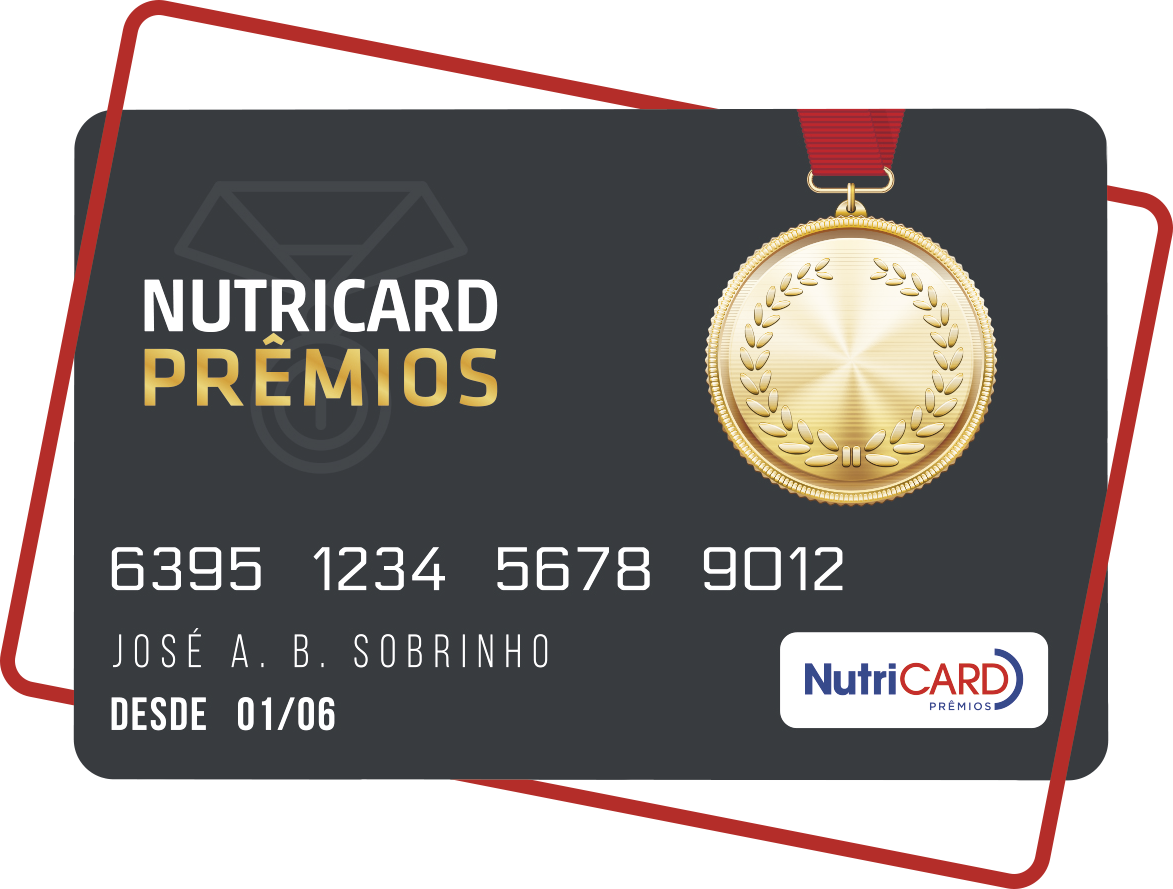 NUTRICARD
PRÊMIOS
6395 1234 5678 9012
JOSÉ A. B. SOBRINHO
DESDE 01/06
NutriCARD
PRÊMIOS